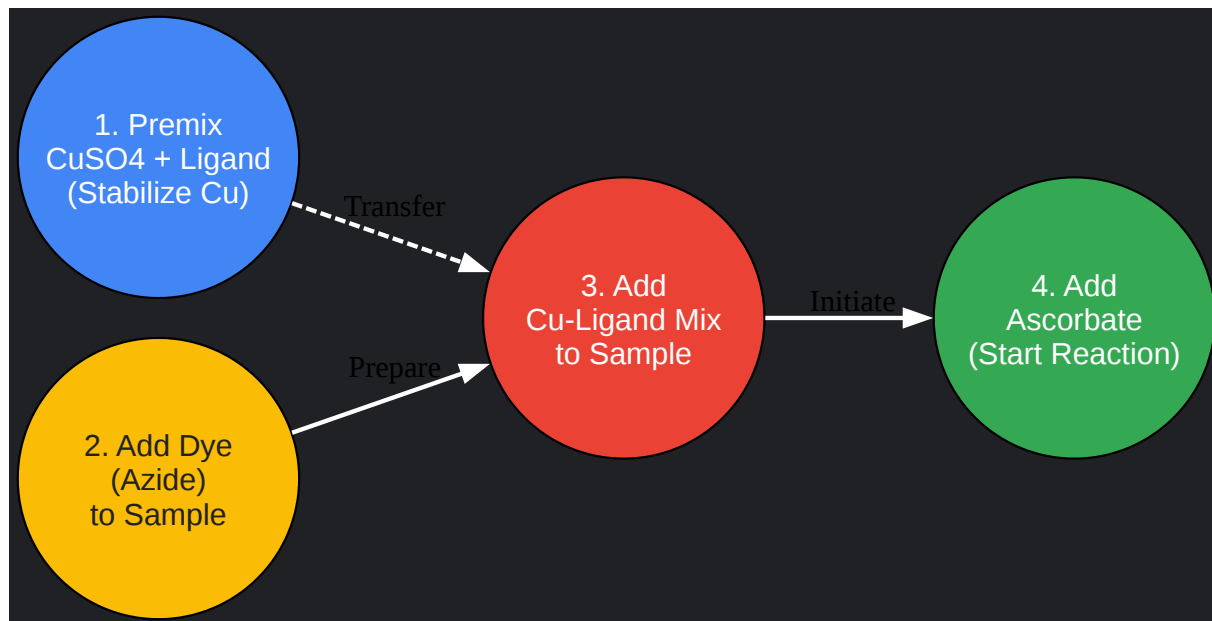 1. Premix
CuSO4 + Ligand
(Stabilize Cu)
Transfer
2. Add Dye
(Azide)
to Sample
Prepare
3. Add
Cu-Ligand Mix
to Sample
Initiate
4. Add
Ascorbate
(Start Reaction)